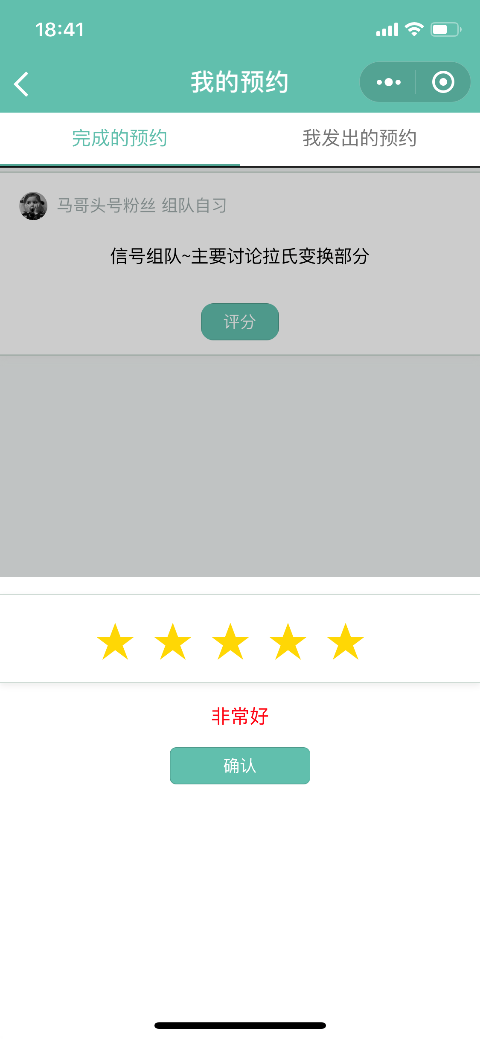 18:41
我的预约
完成的预约
我发出的预约
马哥头号粉丝 组队自习
信号组队~主要讨论拉氏变换部分
评分
非常好
确认